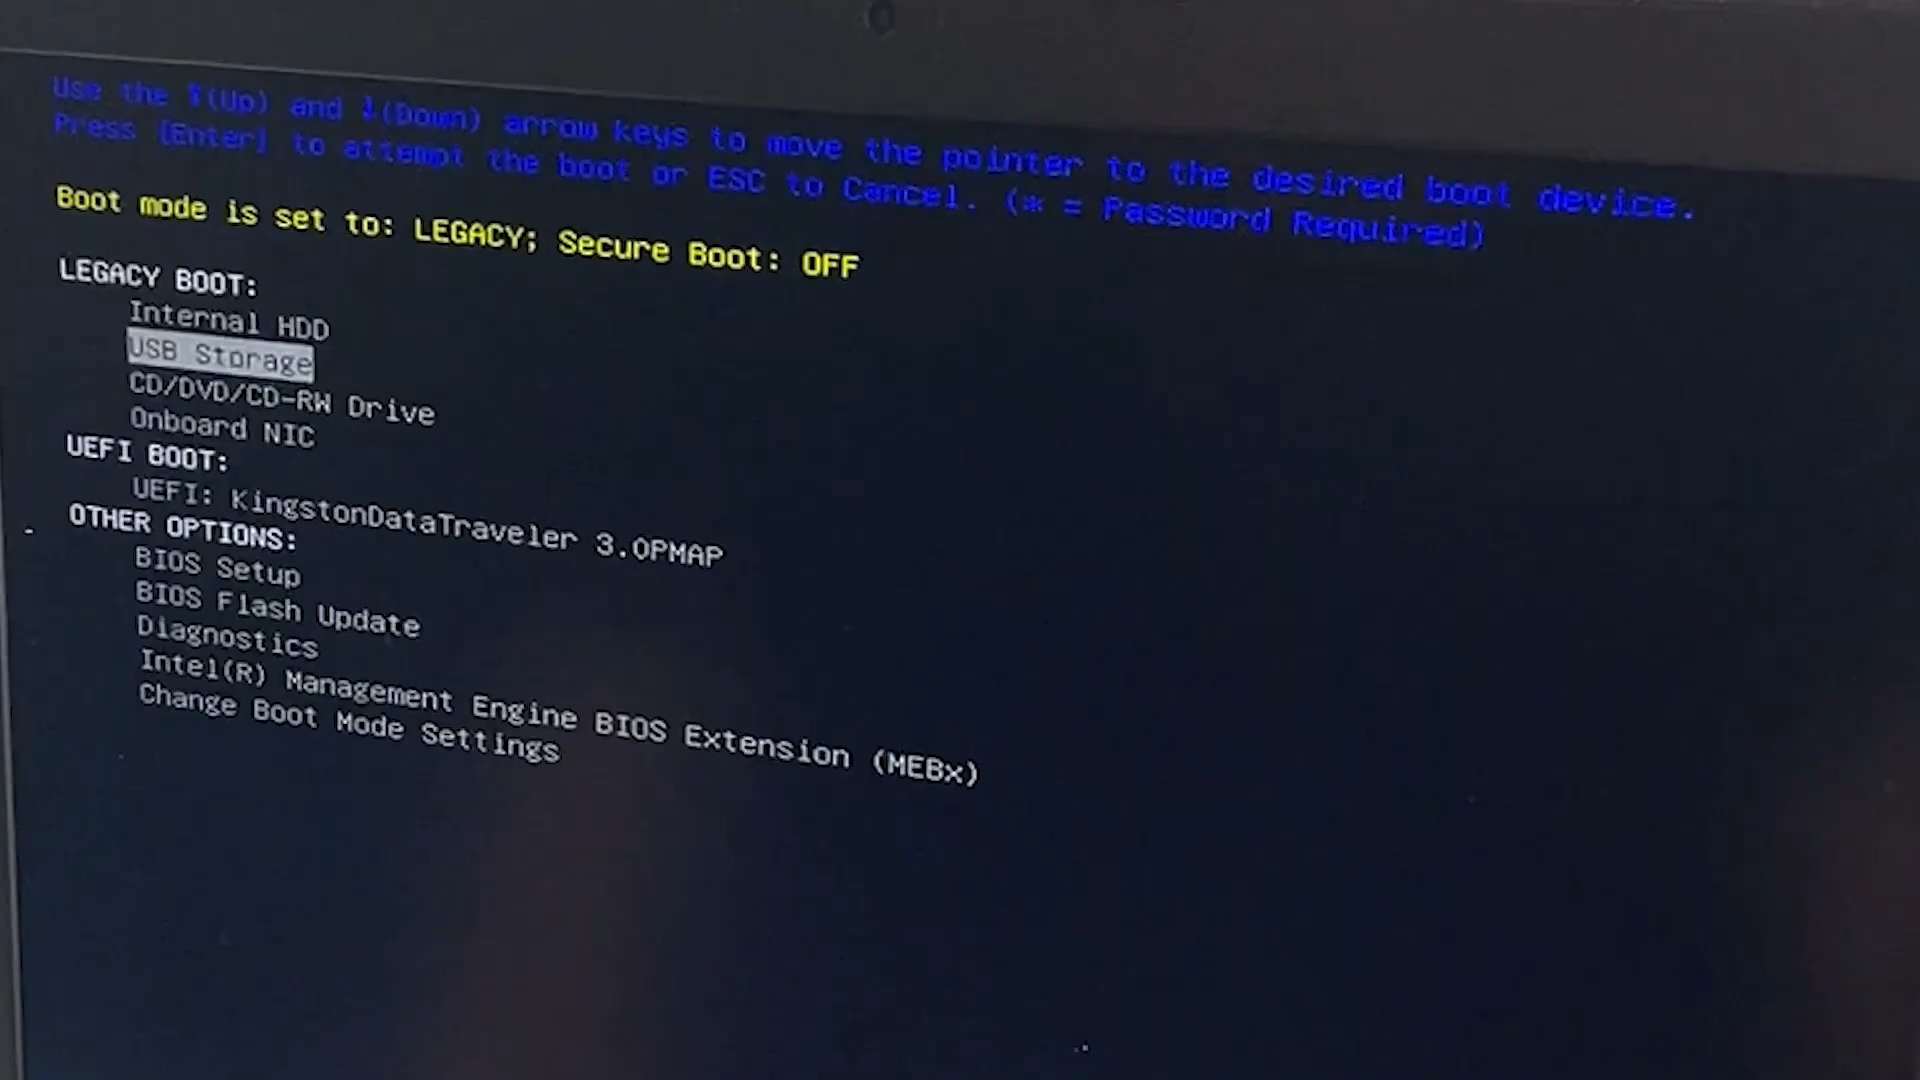 Use the ↑(Up) and ↓(Down) arrow keys to move the pointer to the desired boot device.
Press [Enter] to attempt the boot or ESC to Cancel. (* = Password Required)
Boot mode is set to: LEGACY; Secure Boot: OFF
LEGACY BOOT:
Internal HDD
USB Storage
CD/DVD/CD-RW Drive
Onboard NIC
UEFI BOOT:
UEFI: KingstonDataTraveler 3.0PMAP
OTHER OPTIONS:
BIOS Setup
BIOS Flash Update
Diagnostics
Intel(R) Management Engine BIOS Extension (MEBx)
Change Boot Mode Settings